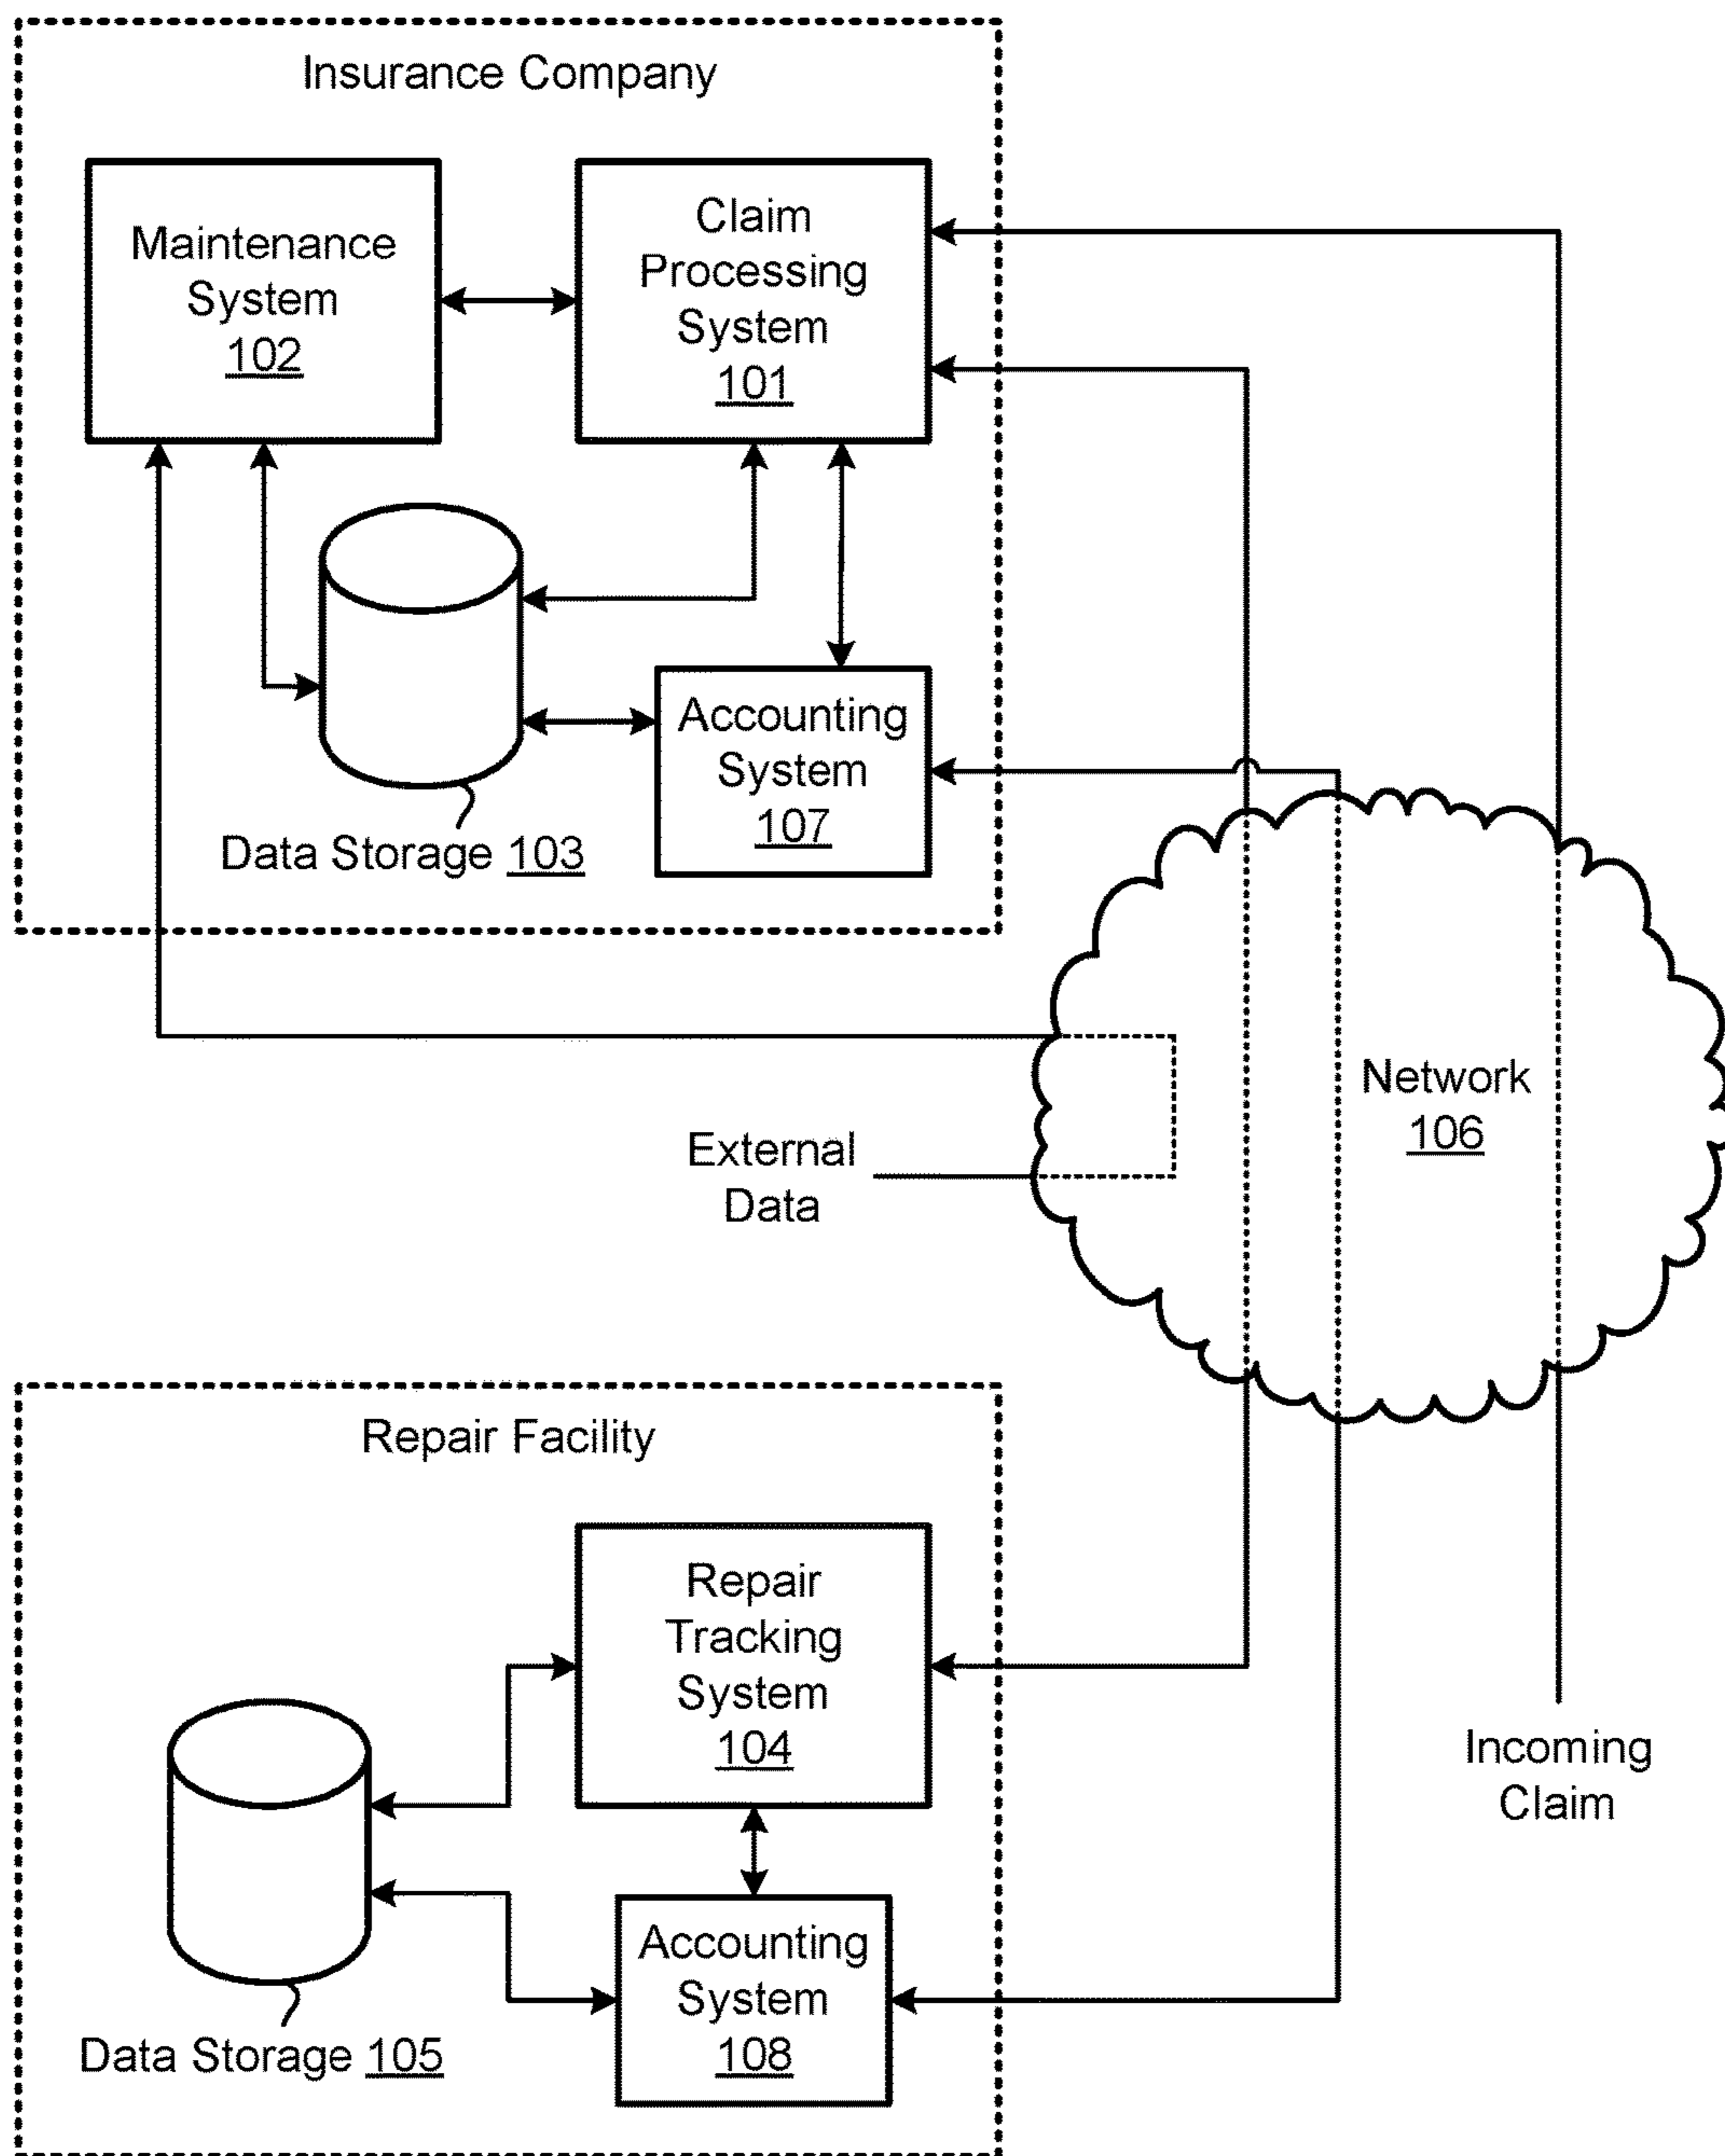 Insurance Company
Maintenance
System
102
Claim
Processing
System
101
Data Storage 103
Accounting
System
107
Network
106
External
Data
Repair Facility
Repair
Tracking
System
104
Incoming
Claim
Data Storage 105
Accounting
System
108